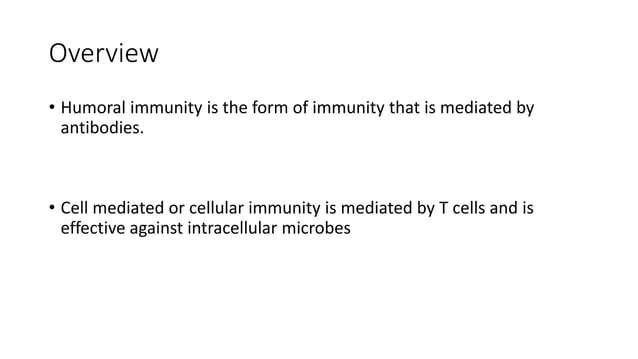 Overview
• Humoral immunity is the form of immunity that is mediated by
antibodies.
• Cell mediated or cellular immunity is mediated by T cells and is
effective against intracellular microbes